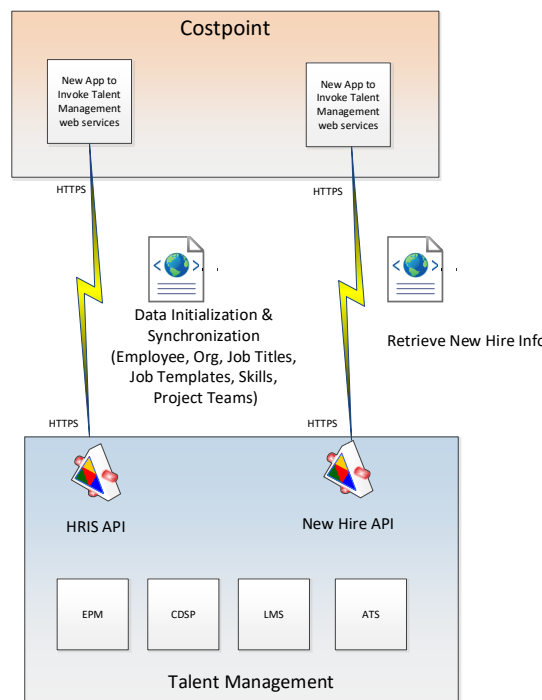 Costpoint
New App to
Invoke Talent
Management
web services
New App to
Invoke Talent
Management
web services
HTTPS
HTTPS
Data Initialization &
Synchronization
(Employee, Org, Job Titles,
Job Templates, Skills,
Project Teams)
Retrieve New Hire Info
HTTPS
HTTPS
HRIS API
New Hire API
EPM
CDSP
LMS
ATS
Talent Management